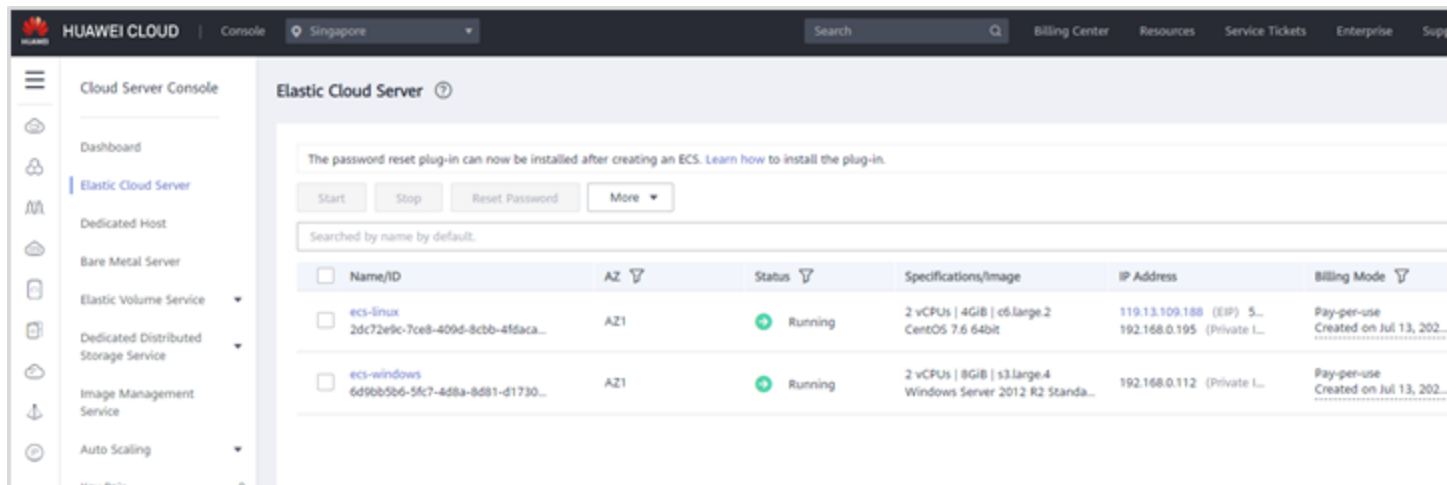 HUAWEI CLOUD | Console Singapore Search Billing Center Resources Service Tickets Enterprise Supp
HUAWEI
Cloud Server Console
Elastic Cloud Server
Dashboard
Elastic Cloud Server
Dedicated Host
Bare Metal Server
Elastic Volume Service
Dedicated Distributed
Storage Service
Image Management
Service
Auto Scaling
The password reset plug-in can now be installed after creating an ECS. Learn how to install the plug-in.
Start Stop Reset Password More
Searched by name by default.
Name/ID AZ Status Specifications/Image IP Address Billing Mode
ecs-linux
2dc72e9c-7ce8-409d-8cbb-4fdaca...
AZ1
Running
2 vCPUs | 4GiB | c6.large.2
CentOS 7.6 64bit
119.13.109.188 (EIP) 5...
192.168.0.195 (Private I...
Pay-per-use
Created on Jul 13, 202...
ecs-windows
6d9bb5b6-5fc7-4d8a-8d81-d1730...
AZ1
Running
2 vCPUs | 8GiB | s3.large.4
Windows Server 2012 R2 Standa...
192.168.0.112 (Private I...
Pay-per-use
Created on Jul 13, 202...